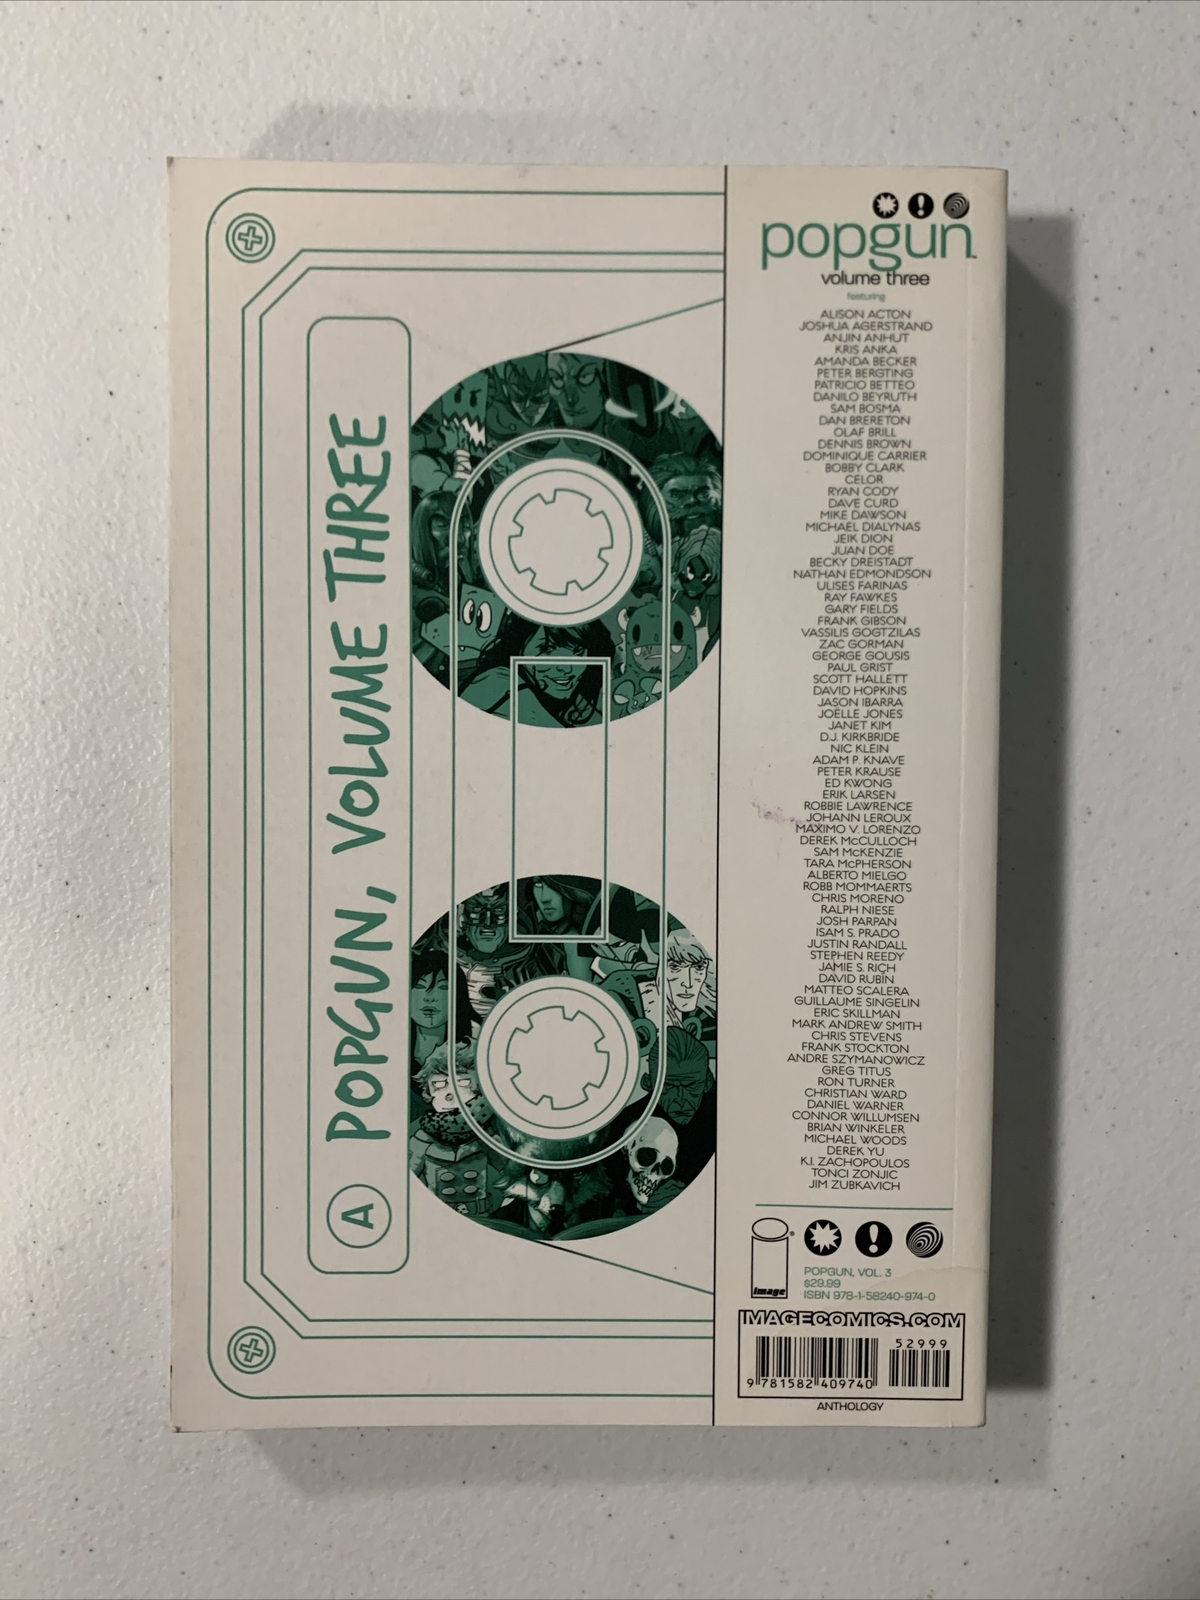 A POPGUN, VOLUME THREE
popgun™
volume three
featuring
ALISON ACTON
JOSHUA AGERSTRAND
ANJIN ANHUT
KRIS ANKA
AMANDA BECKER
PETER BERGTING
PATRICIO BETTEO
DANILO BEYRUTH
SAM BOSMA
DAN BRERETON
OLAF BRILL
DENNIS BROWN
DOMINIQUE CARRIER
BOBBY CLARK
CELOR
RYAN CODY
DAVE CURD
MIKE DAWSON
MICHAEL DIALYNAS
JEIK DION
JUAN DOE
BECKY DREISTADT
NATHAN EDMONDSON
ULISES FARINAS
RAY FAWKES
GARY FIELDS
FRANK GIBSON
VASSILIS GOGTZILAS
ZAC GORMAN
GEORGE GOUSIS
PAUL GRIST
SCOTT HALLETT
DAVID HOPKINS
JASON IBARRA
JOËLLE JONES
JANET KIM
D.J. KIRKBRIDE
NIC KLEIN
ADAM P. KNAVE
PETER KRAUSE
ED KWONG
ERIK LARSEN
ROBBIE LAWRENCE
JOHANN LEROUX
MAXIMO V. LORENZO
DEREK McCULLOCH
SAM McKENZIE
TARA McPHERSON
ALBERTO MIELGO
ROBB MOMMAERTS
CHRIS MORENO
RALPH NIESE
JOSH PARPAN
ISAM S. PRADO
JUSTIN RANDALL
STEPHEN REEDY
JAMIE S. RICH
DAVID RUBÍN
MATTEO SCALERA
GUILLAUME SINGELIN
ERIC SKILLMAN
MARK ANDREW SMITH
CHRIS STEVENS
FRANK STOCKTON
ANDRE SZYMANOWICZ
GREG TITUS
RON TURNER
CHRISTIAN WARD
DANIEL WARNER
CONNOR WILLUMSEN
BRIAN WINKELER
MICHAEL WOODS
DEREK YU
K.I. ZACHOPOULOS
TONCI ZONJIC
JIM ZUBKAVICH
image®
POPGUN, VOL. 3
$29.99
ISBN 978-1-58240-974-0
IMAGECOMICS.COM
52999
9 781582 409740
ANTHOLOGY